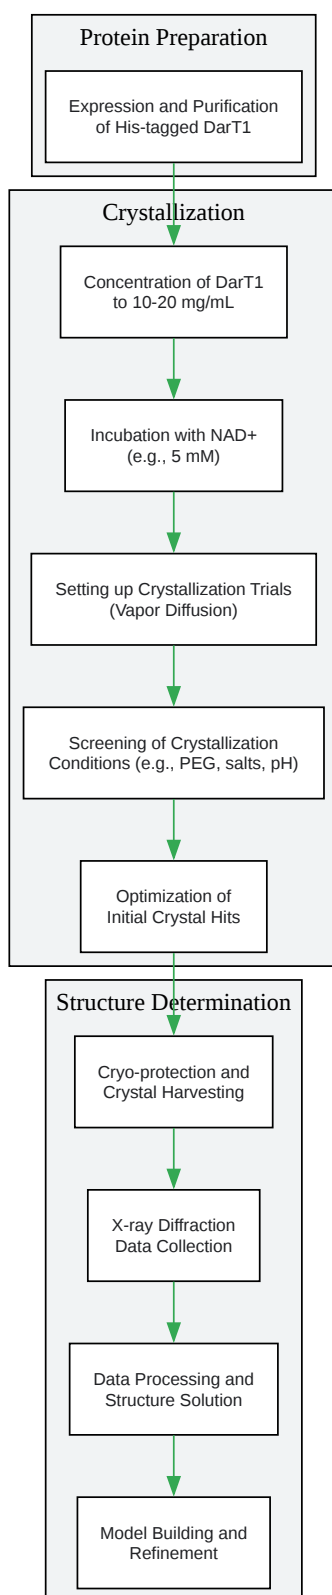 Protein Preparation
Expression and Purification
of His-tagged DarT1
Crystallization
Concentration of DarT1
to 10-20 mg/mL
Incubation with NAD+
(e.g., 5 mM)
Setting up Crystallization Trials
(Vapor Diffusion)
Screening of Crystallization
Conditions (e.g., PEG, salts, pH)
Optimization of
Initial Crystal Hits
Structure Determination
Cryo-protection and
Crystal Harvesting
X-ray Diffraction
Data Collection
Data Processing and
Structure Solution
Model Building and
Refinement